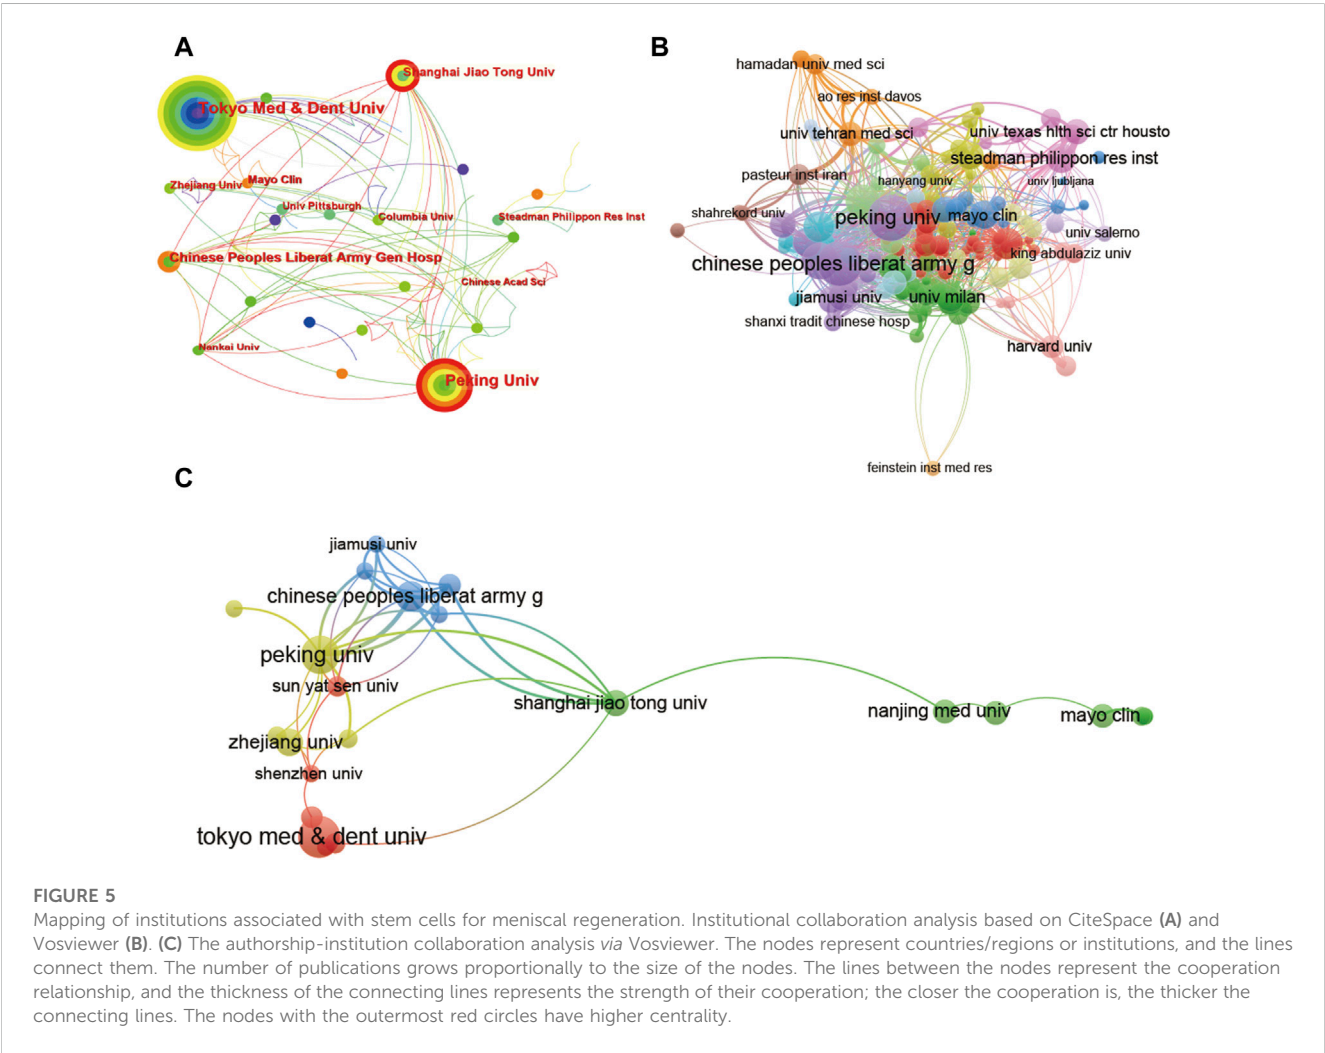 A
Shanghai Jiao Tong Univ
Tokyo Med & Dent Univ
Zhejiang Univ
Mayo Clin
Univ Pittsburgh
Columbia Univ
Steadman Philippon Res Inst
Chinese Peoples Liberat Army Gen Hosp
Chinese Acad Sci
Nankai Univ
Peking Univ
B
hamadan univ med sci
ao res inst davos
univ tehran med sci
univ texas hlth sci ctr housto
steadman philippon res inst
pasteur inst iran
hanyang univ
univ ljubljana
shahrekord univ
peking univ
mayo clin
univ salerno
king abdulaziz univ
chinese peoples liberat army g
jiamusi univ
univ milan
shanxi tradit chinese hosp
harvard univ
feinstein inst med res
C
jiamusi univ
chinese peoples liberat army g
peking univ
sun yat sen univ
shanghai jiao tong univ
nanjing med univ
mayo clin
zhejiang univ
shenzhen univ
tokyo med & dent univ
FIGURE 5
Mapping of institutions associated with stem cells for meniscal regeneration. Institutional collaboration analysis based on CiteSpace (A) and
Vosviewer (B). (C) The authorship-institution collaboration analysis via Vosviewer. The nodes represent countries/regions or institutions, and the lines
connect them. The number of publications grows proportionally to the size of the nodes. The lines between the nodes represent the cooperation
relationship, and the thickness of the connecting lines represents the strength of their cooperation; the closer the cooperation is, the thicker the
connecting lines. The nodes with the outermost red circles have higher centrality.